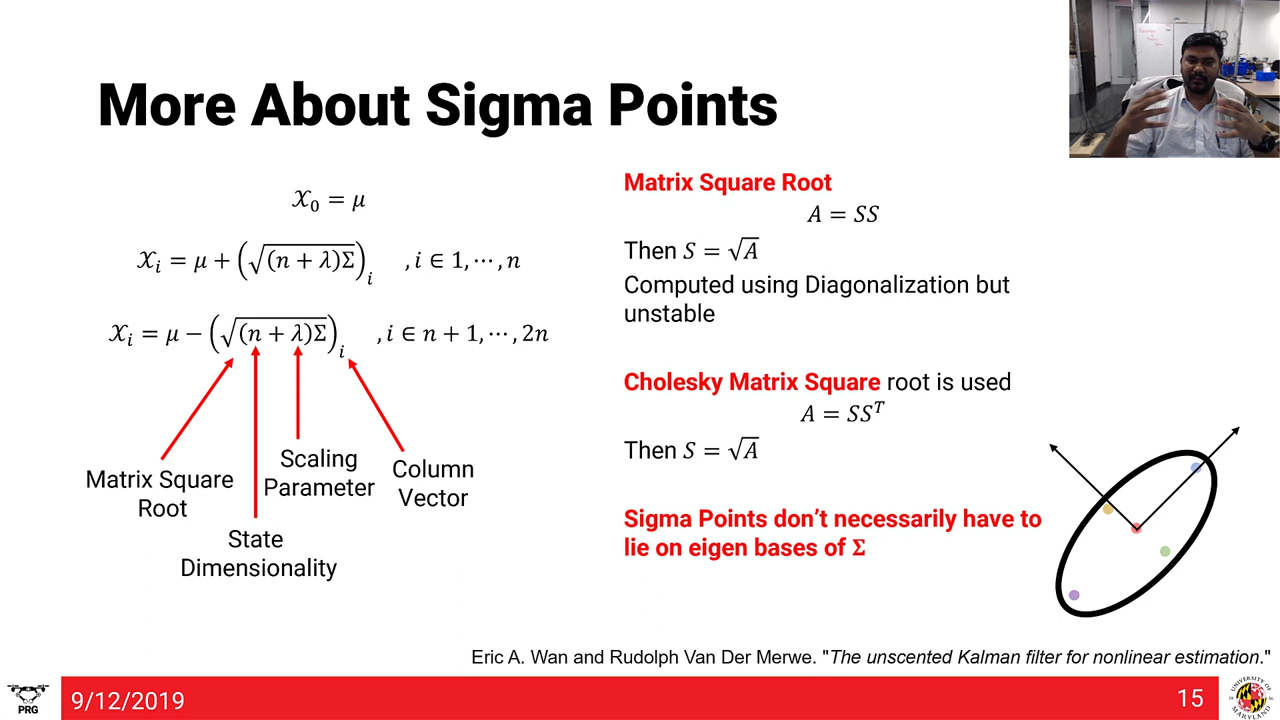 More About Sigma Points
𝒳₀ = μ
𝒳ᵢ = μ + (√(n + λ)Σ)ᵢ , i ∈ 1, ⋯, n
𝒳ᵢ = μ − (√(n + λ)Σ)ᵢ , i ∈ n + 1, ⋯, 2n
Matrix Square
Root
State
Dimensionality
Scaling
Parameter
Column
Vector
Matrix Square Root
A = SS
Then S = √A
Computed using Diagonalization but
unstable
Cholesky Matrix Square root is used
A = SSᵀ
Then S = √A
Sigma Points don’t necessarily have to
lie on eigen bases of Σ
Eric A. Wan and Rudolph Van Der Merwe. "The unscented Kalman filter for nonlinear estimation."
PRG
9/12/2019
15